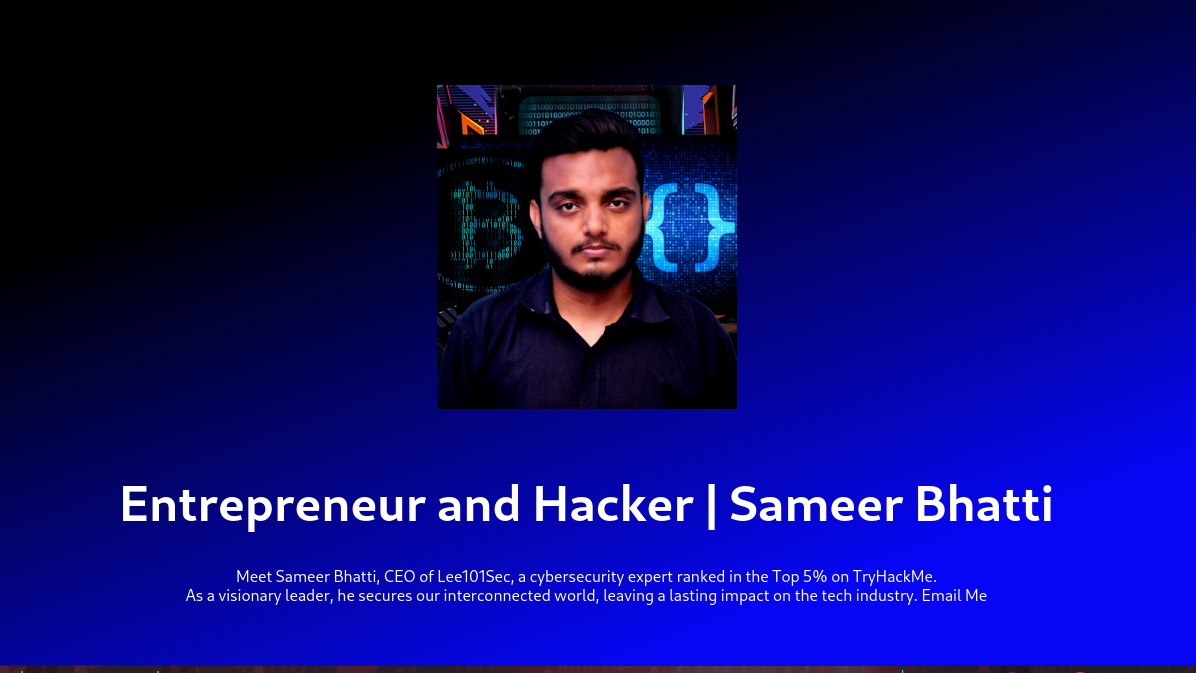 Entrepreneur and Hacker | Sameer Bhatti
Meet Sameer Bhatti, CEO of Lee101Sec, a cybersecurity expert ranked in the Top 5% on TryHackMe.
As a visionary leader, he secures our interconnected world, leaving a lasting impact on the tech industry. Email Me